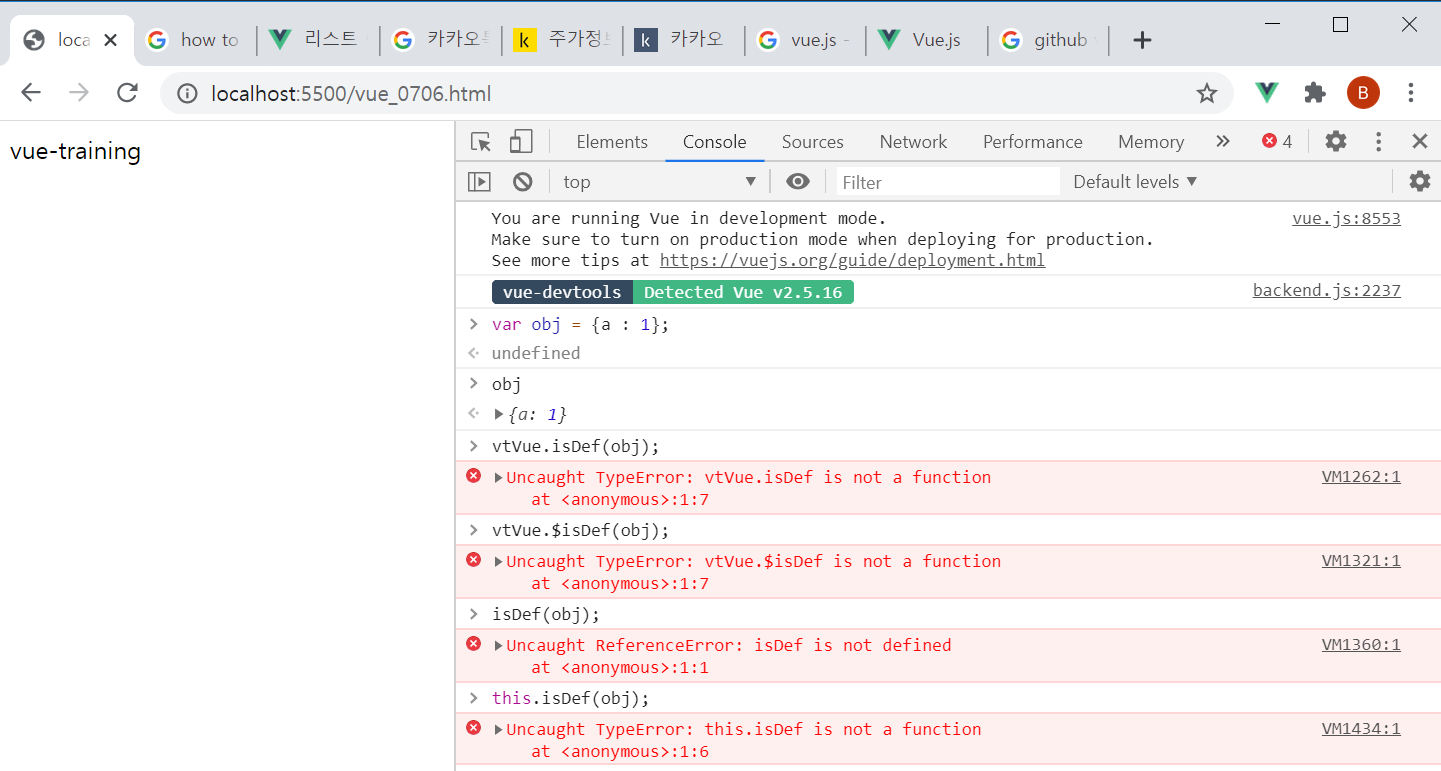 loca
how to
리스트
카카오
k 주가정보
k 카카오
vue.js -
Vue.js
github
localhost:5500/vue_0706.html
B
vue-training
Elements Console Sources Network Performance Memory » 4
top ▼ Filter Default levels ▼
You are running Vue in development mode. vue.js:8553
Make sure to turn on production mode when deploying for production.
See more tips at https://vuejs.org/guide/deployment.html
vue-devtools Detected Vue v2.5.16 backend.js:2237
> var obj = {a : 1};
undefined
> obj
{a: 1}
> vtVue.isDef(obj);
Uncaught TypeError: vtVue.isDef is not a function VM1262:1
at <anonymous>:1:7
> vtVue.$isDef(obj);
Uncaught TypeError: vtVue.$isDef is not a function VM1321:1
at <anonymous>:1:7
> isDef(obj);
Uncaught ReferenceError: isDef is not defined VM1360:1
at <anonymous>:1:1
> this.isDef(obj);
Uncaught TypeError: this.isDef is not a function VM1434:1
at <anonymous>:1:6